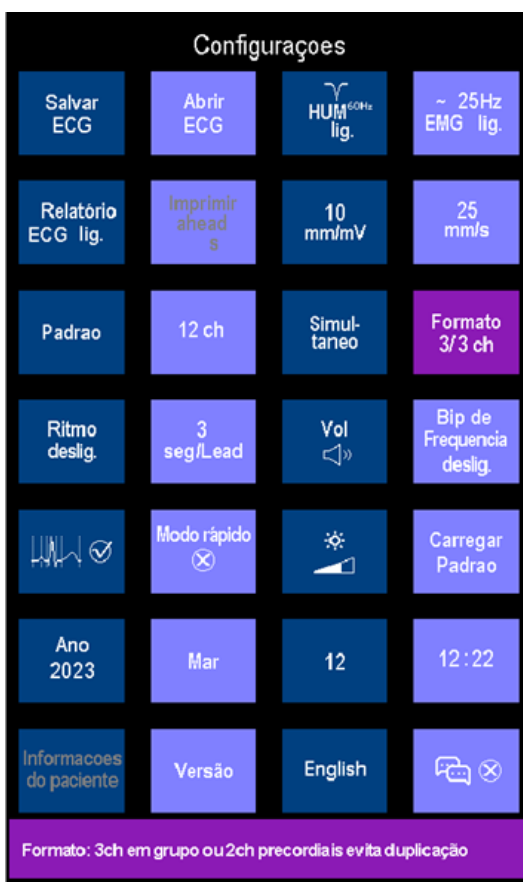 Configuraçoes
Salvar
ECG
Abrir
ECG
HUM 60Hz
lig.
~ 25Hz
EMG lig.
Relatório
ECG lig.
Imprimir
ahead
s
10
mm/mV
25
mm/s
Padrao
12 ch
Simul-
taneo
Formato
3/3 ch
Ritmo
deslig.
3
seg/Lead
Vol
Bip de
Frequencia
deslig.
Modo rápido
Carregar
Padrao
Ano
2023
Mar
12
12:22
Informacoes
do paciente
Versão
English
Formato: 3ch em grupo ou 2ch precordiais evita duplicação